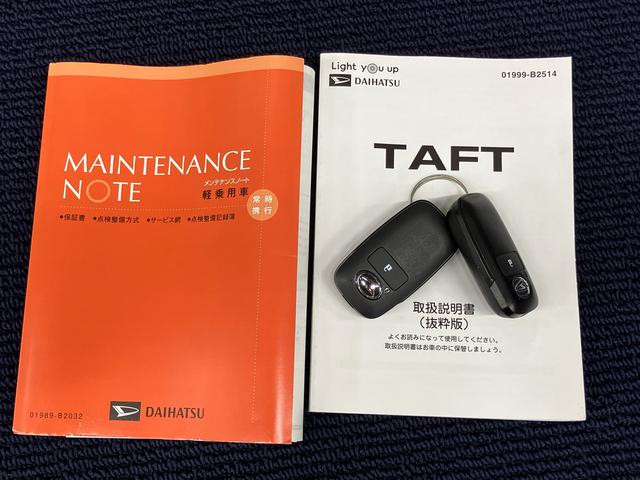 MAINTENANCE
NOTE
メンテナンスノート
軽乗用車
常時
携行
●保証書 ●点検整備方式 ●サービス網 ●点検整備記録簿
01989-B2032
DAIHATSU
Light you up
DAIHATSU
01999-B2514
TAFT
取扱説明書
（抜粋版）
よくお読みになって使用してください。
取扱説明書はお車の中に保管しましょう。